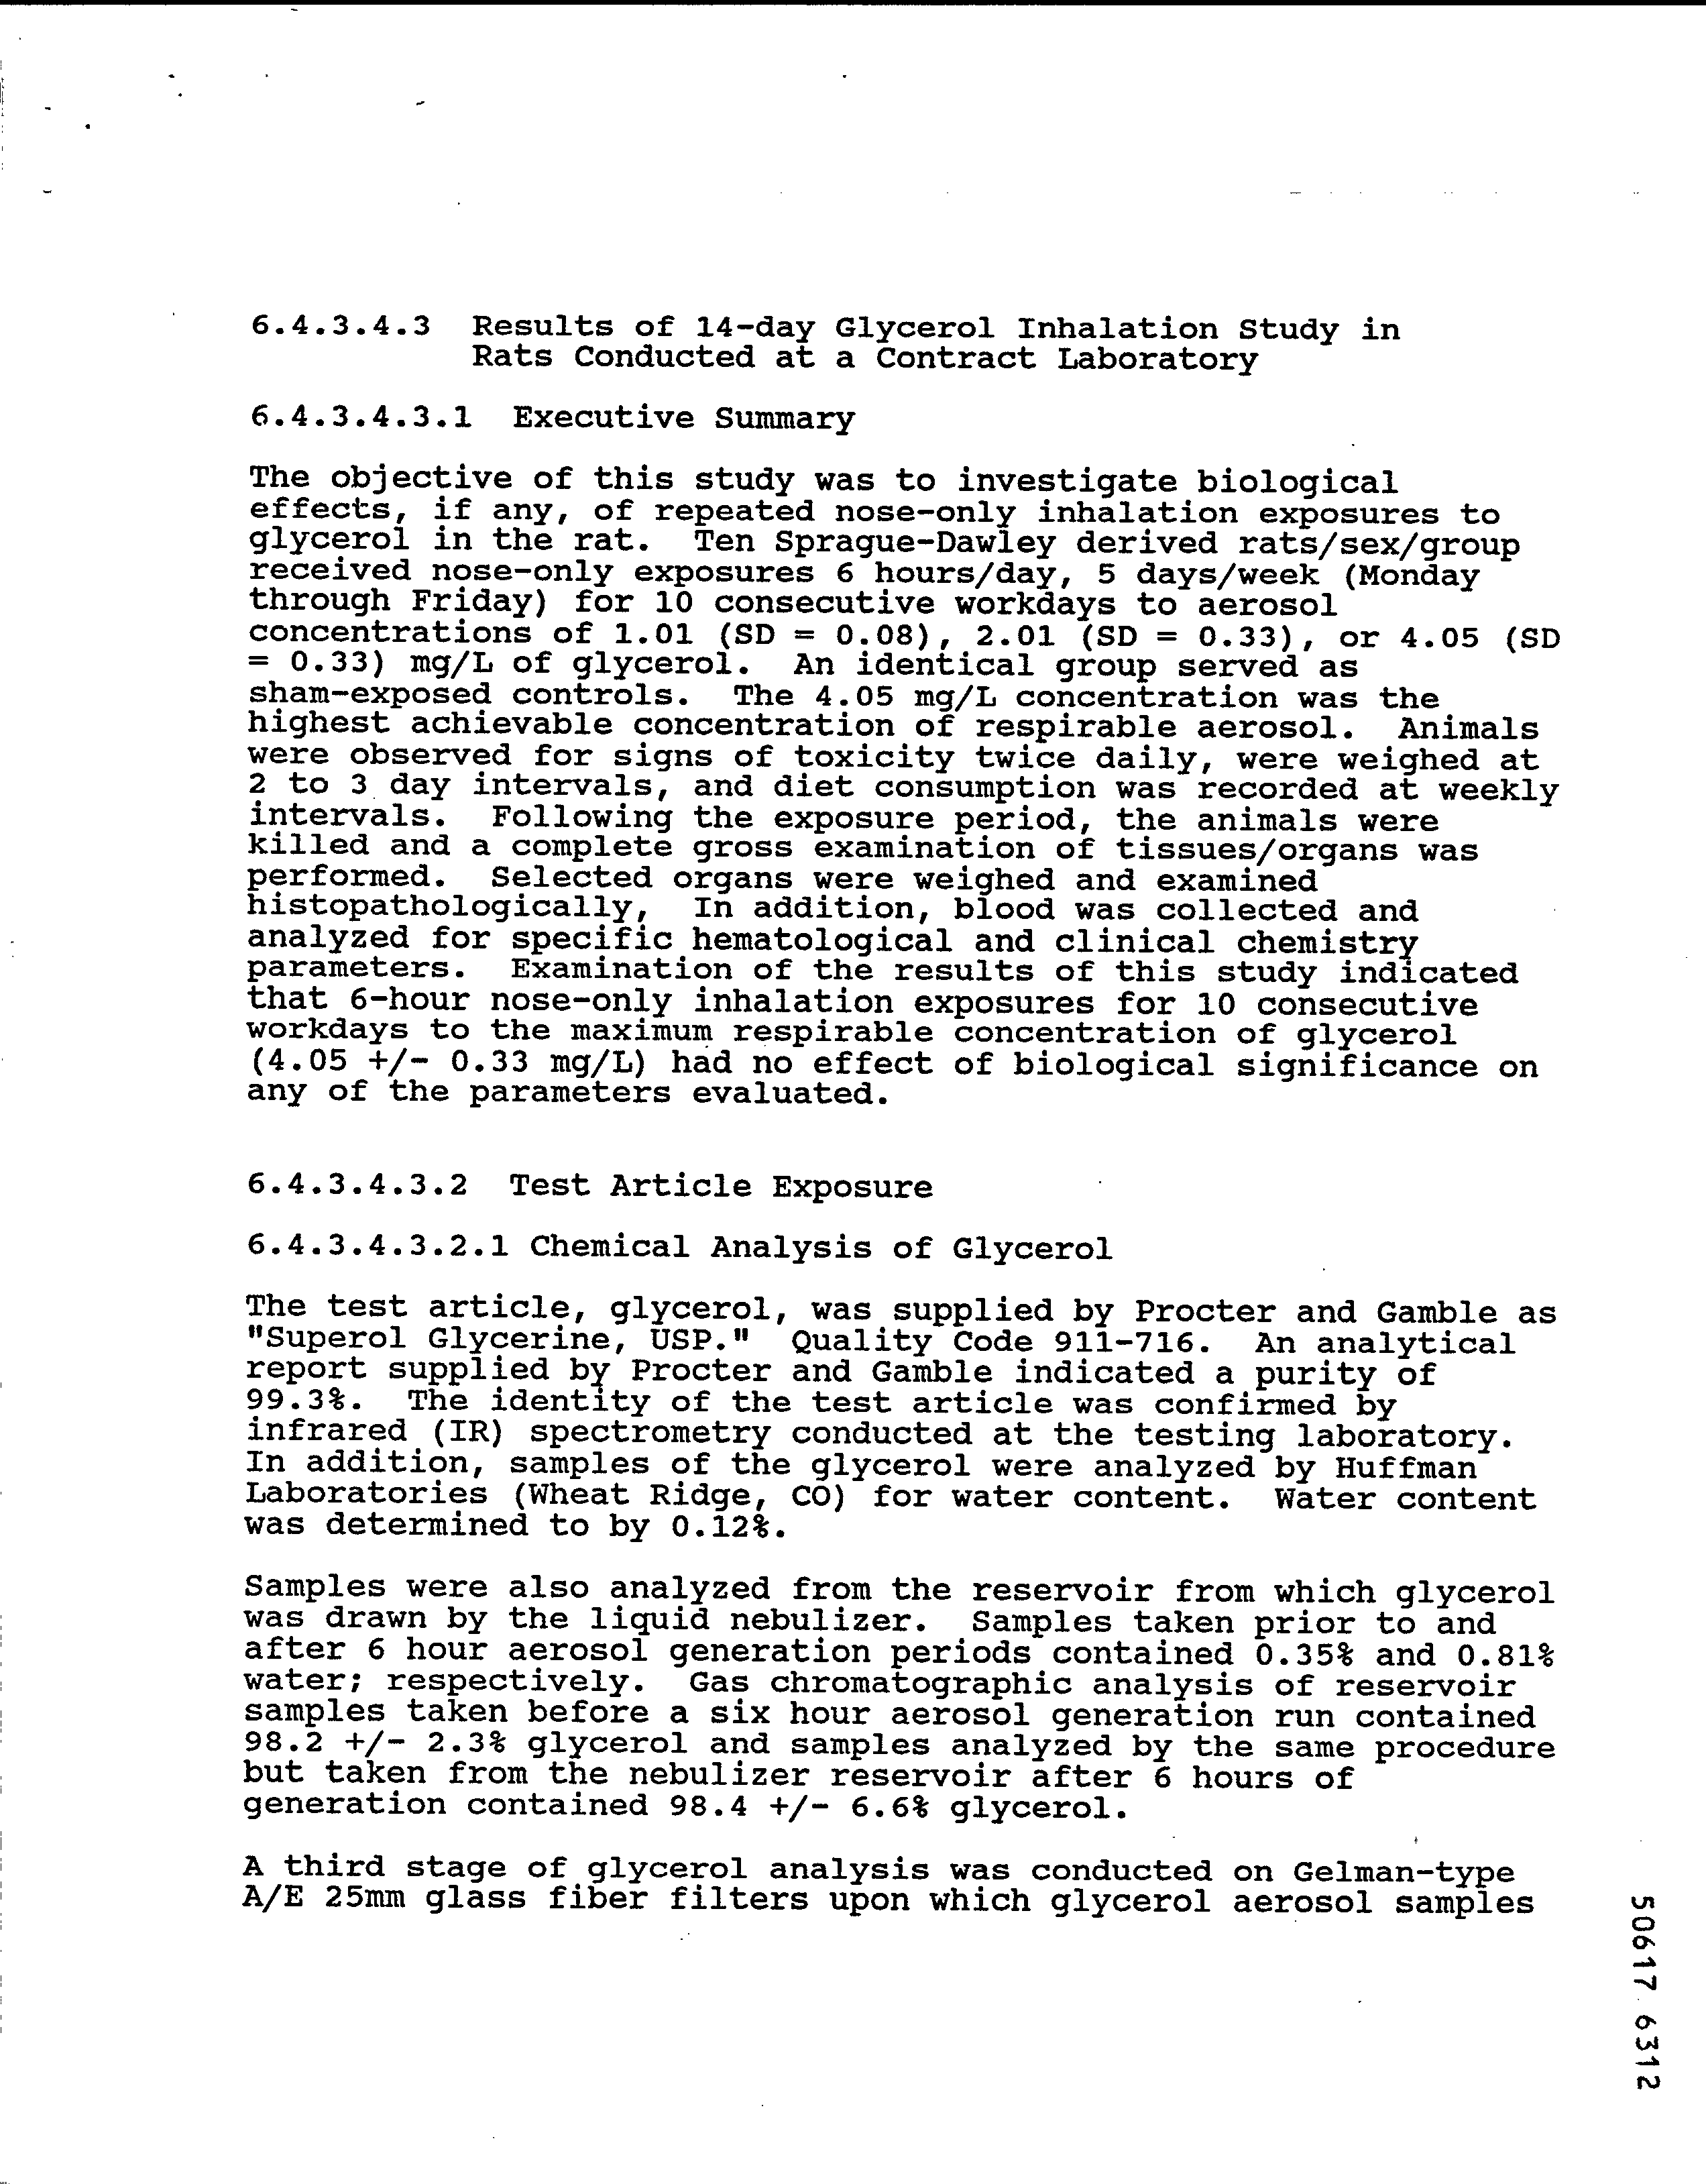 6.4.3.4.3  Results of 14-day Glycerol Inhalation Study in
Rats Conducted at a Contract Laboratory
6.4.3.4.3.1  Executive Summary
The objective of this study was to investigate biological
effects, if any, of repeated nose-only inhalation exposures to
glycerol in the rat.  Ten Sprague-Dawley derived rats/sex/group
received nose-only exposures 6 hours/day, 5 days/week (Monday
through Friday) for 10 consecutive workdays to aerosol
concentrations of 1.01 (SD = 0.08), 2.01 (SD = 0.33), or 4.05 (SD
= 0.33) mg/L of glycerol.  An identical group served as
sham-exposed controls.  The 4.05 mg/L concentration was the
highest achievable concentration of respirable aerosol.  Animals
were observed for signs of toxicity twice daily, were weighed at
2 to 3 day intervals, and diet consumption was recorded at weekly
intervals.  Following the exposure period, the animals were
killed and a complete gross examination of tissues/organs was
performed.  Selected organs were weighed and examined
histopathologically,  In addition, blood was collected and
analyzed for specific hematological and clinical chemistry
parameters.  Examination of the results of this study indicated
that 6-hour nose-only inhalation exposures for 10 consecutive
workdays to the maximum respirable concentration of glycerol
(4.05 +/- 0.33 mg/L) had no effect of biological significance on
any of the parameters evaluated.
6.4.3.4.3.2  Test Article Exposure
6.4.3.4.3.2.1 Chemical Analysis of Glycerol
The test article, glycerol, was supplied by Procter and Gamble as
"Superol Glycerine, USP."  Quality Code 911-716.  An analytical
report supplied by Procter and Gamble indicated a purity of
99.3%.  The identity of the test article was confirmed by
infrared (IR) spectrometry conducted at the testing laboratory.
In addition, samples of the glycerol were analyzed by Huffman
Laboratories (Wheat Ridge, CO) for water content.  Water content
was determined to by 0.12%.
Samples were also analyzed from the reservoir from which glycerol
was drawn by the liquid nebulizer.  Samples taken prior to and
after 6 hour aerosol generation periods contained 0.35% and 0.81%
water; respectively.  Gas chromatographic analysis of reservoir
samples taken before a six hour aerosol generation run contained
98.2 +/- 2.3% glycerol and samples analyzed by the same procedure
but taken from the nebulizer reservoir after 6 hours of
generation contained 98.4 +/- 6.6% glycerol.
A third stage of glycerol analysis was conducted on Gelman-type
A/E 25mm glass fiber filters upon which glycerol aerosol samples
50617 6312